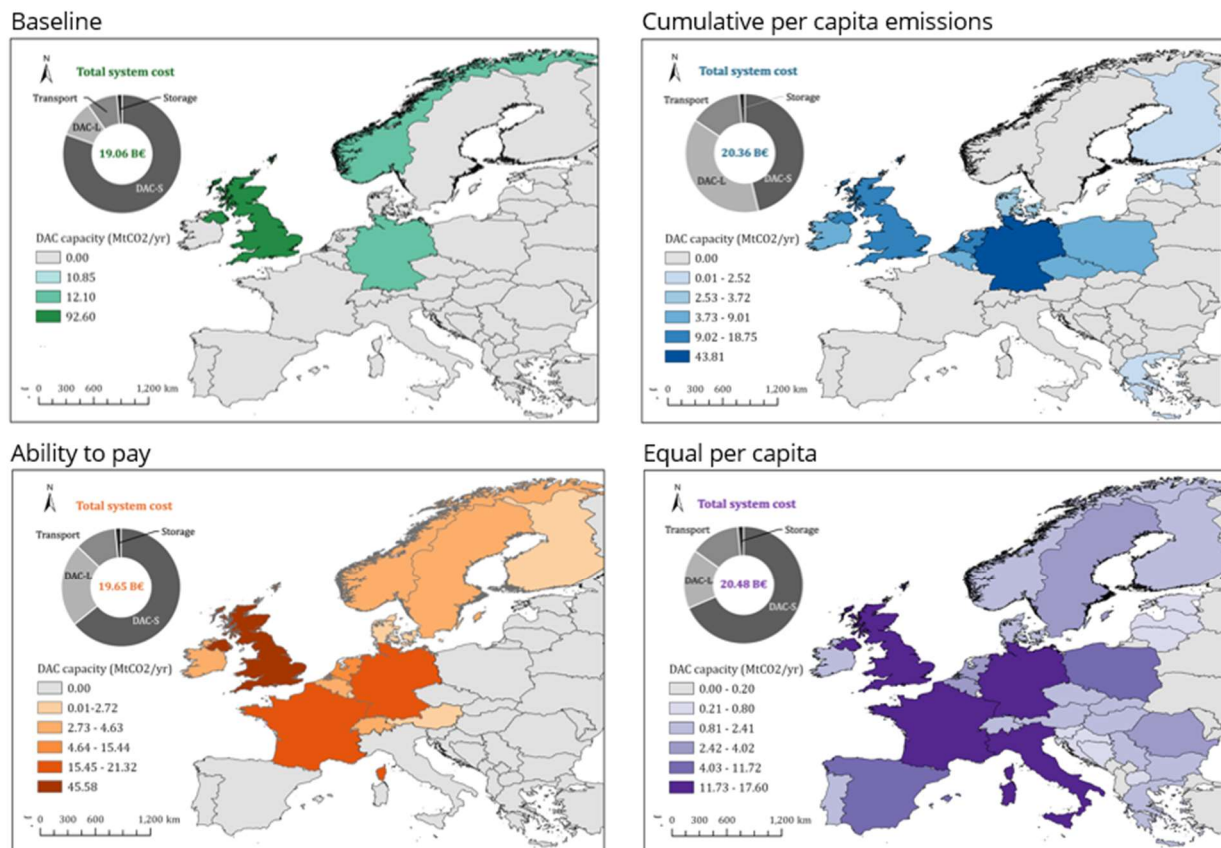 Baseline
N
Total system cost
Transport
Storage
DAC-L
19.06 B€
DAC-S
DAC capacity (MtCO2/yr)
0.00
10.85
12.10
92.60
0 300 600 1,200 km
Cumulative per capita emissions
N
Total system cost
Transport
Storage
DAC-L
20.36 B€
DAC-S
DAC capacity (MtCO2/yr)
0.00
0.01 - 2.52
2.53 - 3.72
3.73 - 9.01
9.02 - 18.75
43.81
0 300 600 1,200 km
Ability to pay
N
Total system cost
Transport
Storage
DAC-L
19.65 B€
DAC-S
DAC capacity (MtCO2/yr)
0.00
0.01-2.72
2.73 - 4.63
4.64 - 15.44
15.45 - 21.32
45.58
0 300 600 1,200 km
Equal per capita
N
Total system cost
Transport
Storage
DAC-L
20.48 B€
DAC-S
DAC capacity (MtCO2/yr)
0.00 - 0.20
0.21 - 0.80
0.81 - 2.41
2.42 - 4.02
4.03 - 11.72
11.73 - 17.60
0 300 600 1,200 km